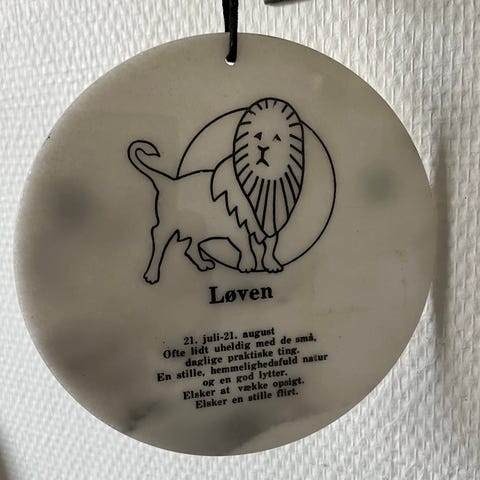 Løven
21. juli-21. august
Ofte lidt uheldig med de små,
daglige praktiske ting.
En stille, hemmelighedsfuld natur
og en god lytter.
Elsker at vække opsigt.
Elsker en stille flirt.